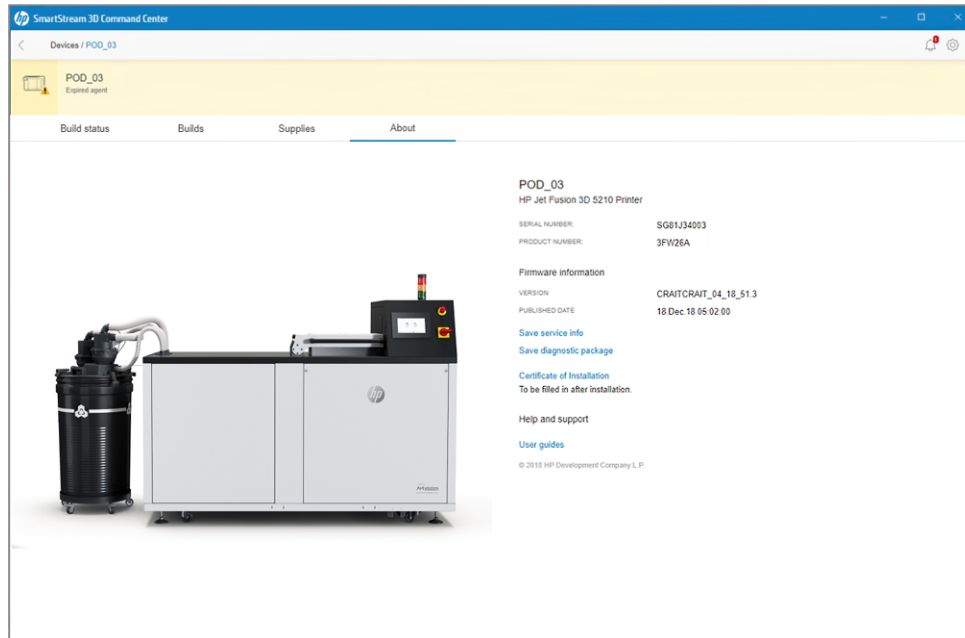 hp SmartStream 3D Command Center
Devices / POD_03
POD_03
Expired agent
Build status Builds Supplies About
POD_03
HP Jet Fusion 3D 5210 Printer
SERIAL NUMBER: SG81J34003
PRODUCT NUMBER: 3FW26A
Firmware information
VERSION CRAITCRAIT_04_18_51.3
PUBLISHED DATE 18.Dec.18 05:02:00
Save service info
Save diagnostic package
Certificate of Installation
To be filled in after installation.
Help and support
User guides
© 2018 HP Development Company L.P.
hp